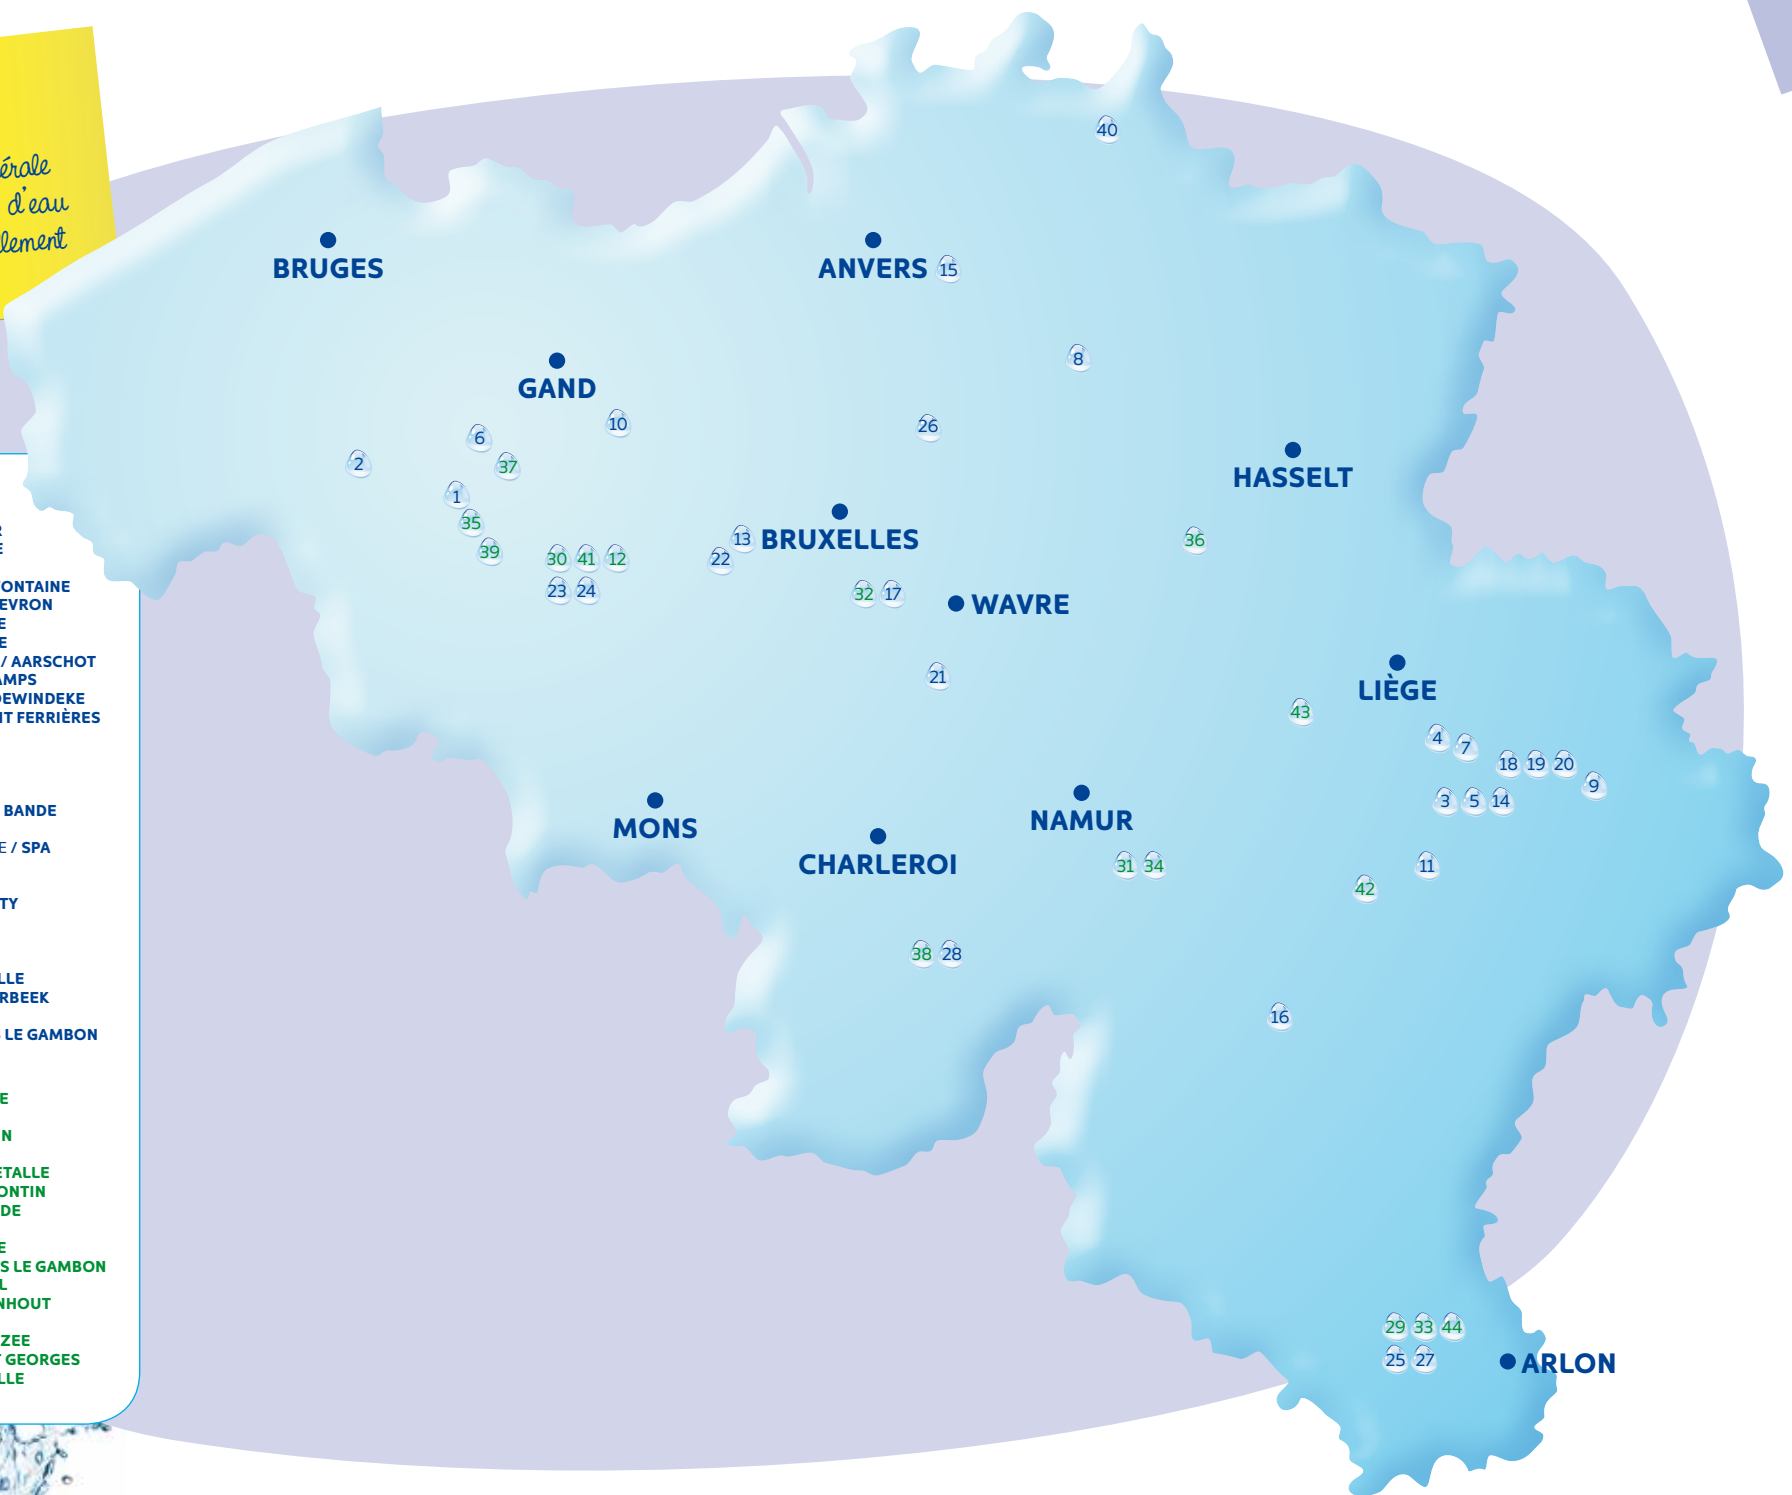 érale
d'eau
llement
R
E
FONTAINE
EVRON
E
E
/ AARSCHOT
AMPS
DEWINDEKE
NT FERRIÈRES
BANDE
E / SPA
TY
LLE
RBEEK
S LE GAMBON
E
N
ETALLE
ONTIN
DE
E
S LE GAMBON
L
NHOUT
ZEE
T GEORGES
LLE
40
BRUGES
ANVERS 15
8
GAND
10
26
6
2
37
HASSELT
1
35
13 BRUXELLES
36
39
30 41 12
22
23 24
32 17
WAVRE
21
LIÈGE
43
4
7
18 19 20
9
3 5 14
MONS
NAMUR
CHARLEROI
31 34
11
42
38 28
16
29 33 44
25 27
ARLON